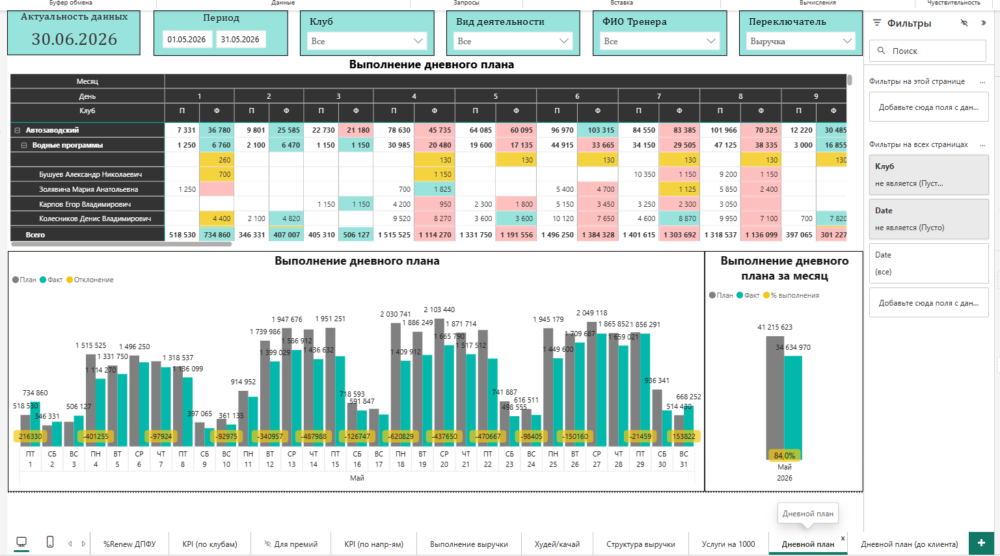 Буфер обмена Данные Запросы Вставка Вычисления Чувствительность
Актуальность данных
30.06.2026
Период
01.05.2026 31.05.2026
Клуб
Все
Вид деятельности
Все
ФИО Тренера
Все
Переключатель
Выручка
Выполнение дневного плана
Месяц
День 1 2 3 4 5 6 7 8 9
Клуб П Ф П Ф П Ф П Ф П Ф П Ф П Ф П Ф П Ф
Автозаводский 7 331 36 780 9 801 25 585 22 730 21 180 78 630 45 735 64 085 60 095 96 970 103 315 84 550 83 385 101 966 70 325 12 220 30 485
Водные программы 1 250 6 760 2 100 6 470 1 150 1 150 30 985 20 480 19 600 17 135 44 915 33 665 34 150 29 505 47 125 38 335 3 000 16 855
260 130 130 130 130 130 130
Бушуев Александр Николаевич 700 1 150 10 350 1 150 9 200 1 150
Золявина Мария Анатольевна 1 250 700 1 825 5 400 4 700 1 125 5 850 2 400
Карпов Егор Владимирович 1 150 1 150 4 200 950 2 300 1 800 5 150 3 450 3 250 2 300 3 050
Колесников Денис Владимирович 4 400 2 100 4 820 9 520 8 270 3 600 3 600 10 120 7 650 4 600 8 870 9 950 7 100 700 7 820
Всего 518 530 734 860 346 331 407 007 405 310 506 127 1 515 525 1 114 270 1 331 750 1 191 556 1 496 250 1 384 328 1 401 615 1 303 692 1 318 537 1 136 099 397 065 301 227
Выполнение дневного плана
План Факт Отклонение
518 530 734 860 346 331 506 127 1 515 525 1 114 270 1 331 750 1 496 250 1 318 537 1 136 099 397 065 361 135 914 952 1 739 986 1 399 029 1 947 676 1 586 912 1 436 632 1 951 251 718 593 591 847 2 030 741 1 409 912 1 886 249 2 103 440 1 665 790 1 871 714 1 517 512 741 887 498 555 616 511 1 945 179 1 449 600 1 709 687 2 049 118 1 865 852 1 659 021 1 856 291 936 341 514 430 668 252
216330 -401255 -97924 -92975 -340957 -487988 -126747 -620829 -437650 -470667 -98405 -150160 -21459 153822
ПТ СБ ВС ПН ВТ СР ЧТ ПТ СБ ВС ПН ВТ СР ЧТ ПТ СБ ВС ПН ВТ СР ЧТ ПТ СБ ВС ПН ВТ СР ЧТ ПТ СБ ВС
1 2 3 4 5 6 7 8 9 10 11 12 13 14 15 16 17 18 19 20 21 22 23 24 25 26 27 28 29 30 31
Май
Выполнение дневного
плана за месяц
План Факт % выполнения
41 215 623
34 634 970
84,0%
Май
2026
Фильтры
Поиск
Фильтры на этой странице ...
Добавьте сюда поля с дан...
Фильтры на всех страницах ...
Клуб
не является (Пуст...
Date
не является (Пусто)
Date
(все)
Добавьте сюда поля с дан...
Дневной план
%Renew ДПФУ KPI (по клубам) Для премий KPI (по напр-ям) Выполнение выручки Худей/качай Структура выручки Услуги на 1000 Дневной план x Дневной план (до клиента) +